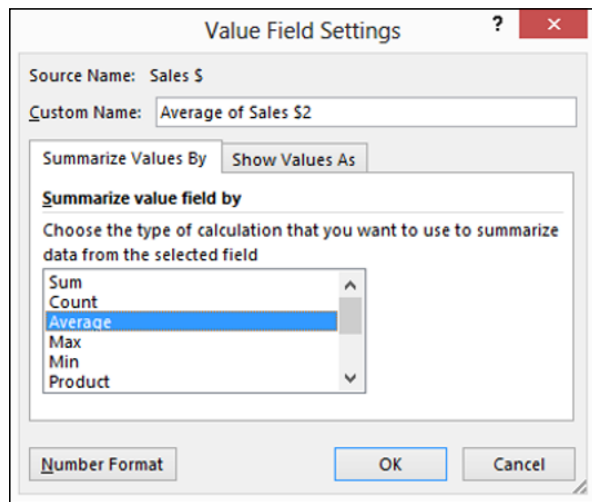 Value Field Settings ? ×
Source Name: Sales $
Custom Name: Average of Sales $2
Summarize Values By Show Values As
Summarize value field by
Choose the type of calculation that you want to use to summarize
data from the selected field
Sum
Count
Average
Max
Min
Product
Number Format OK Cancel